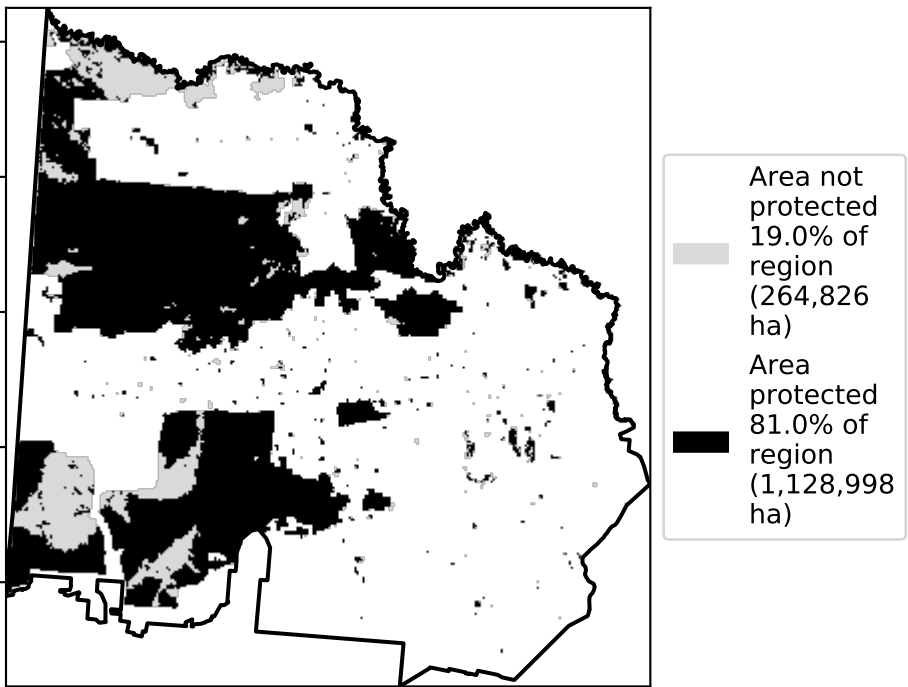 Area not
protected
19.0% of
region
(264,826
ha)
Area
protected
81.0% of
region
(1,128,998
ha)